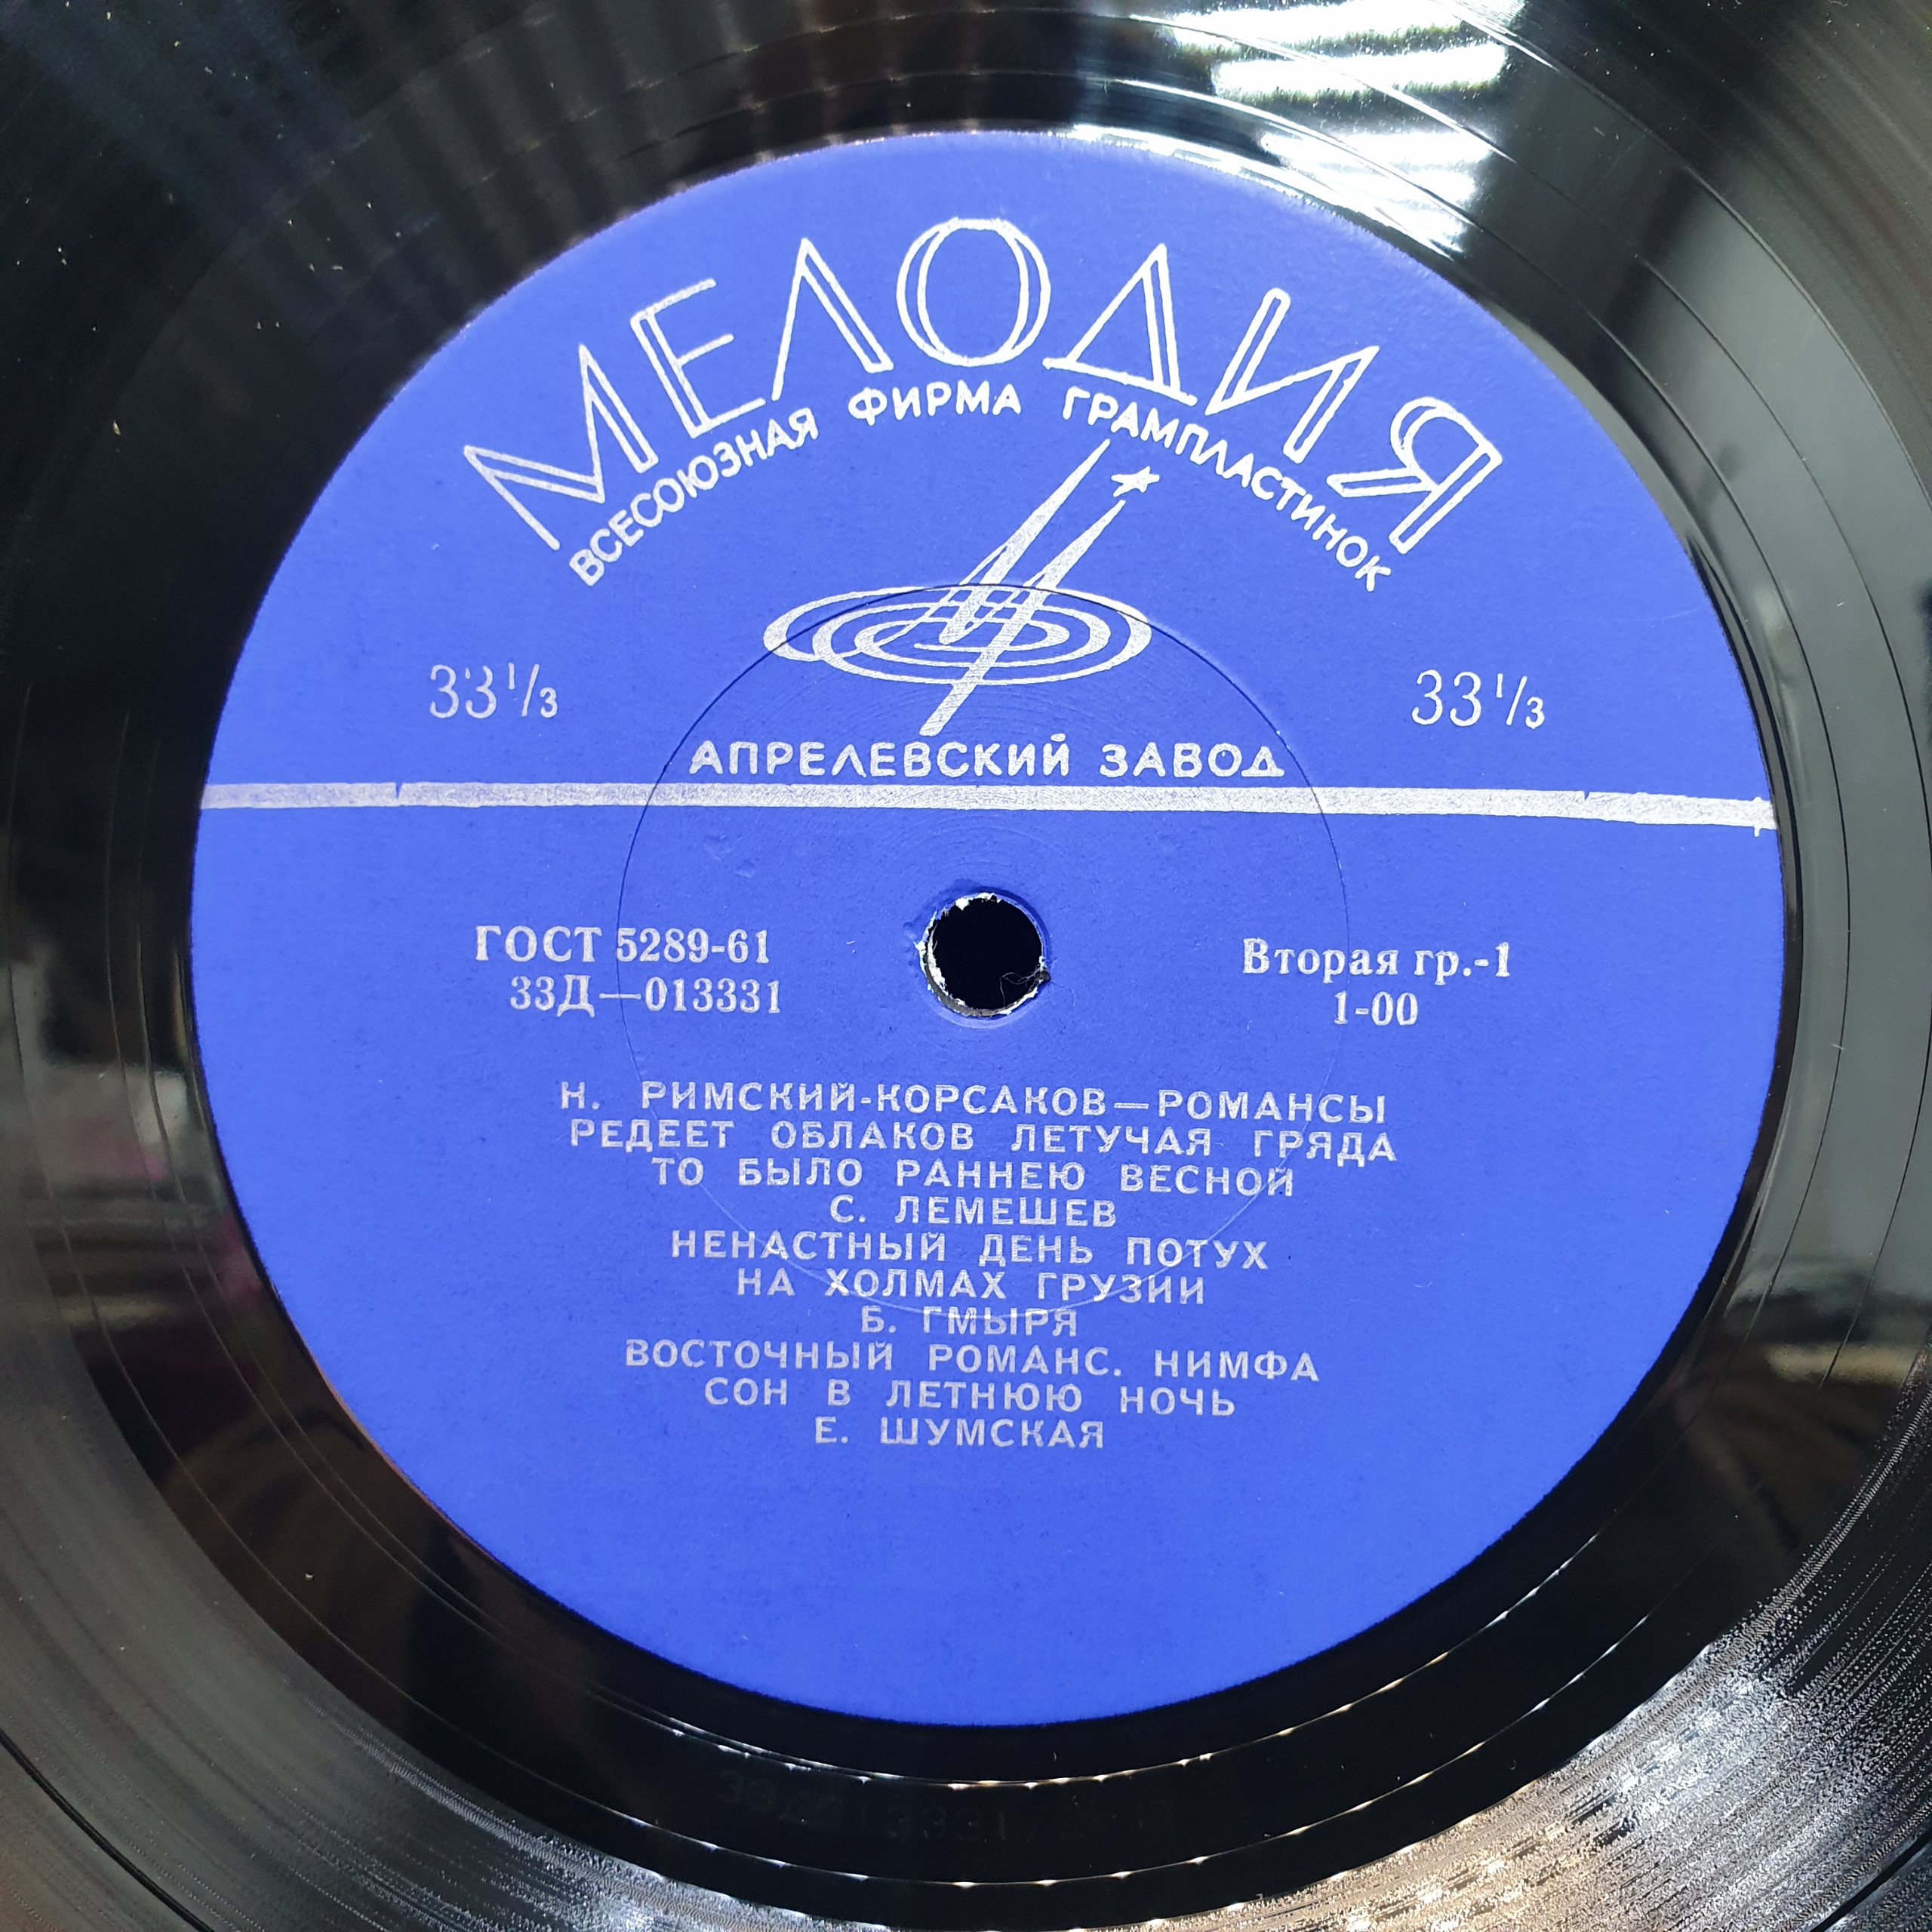 МЕЛОДИЯ
ВСЕСОЮЗНАЯ ФИРМА ГРАМПЛАСТИНОК
33⅓ 33⅓
АПРЕЛЕВСКИЙ ЗАВОД
ГОСТ 5289-61 Вторая гр.-1
33Д—013331 1-00
Н. РИМСКИЙ-КОРСАКОВ—РОМАНСЫ
РЕДЕЕТ ОБЛАКОВ ЛЕТУЧАЯ ГРЯДА
ТО БЫЛО РАННЕЮ ВЕСНОЙ
С. ЛЕМЕШЕВ
НЕНАСТНЫЙ ДЕНЬ ПОТУХ
НА ХОЛМАХ ГРУЗИИ
Б. ГМЫРЯ
ВОСТОЧНЫЙ РОМАНС. НИМФА
СОН В ЛЕТНЮЮ НОЧЬ
Е. ШУМСКАЯ